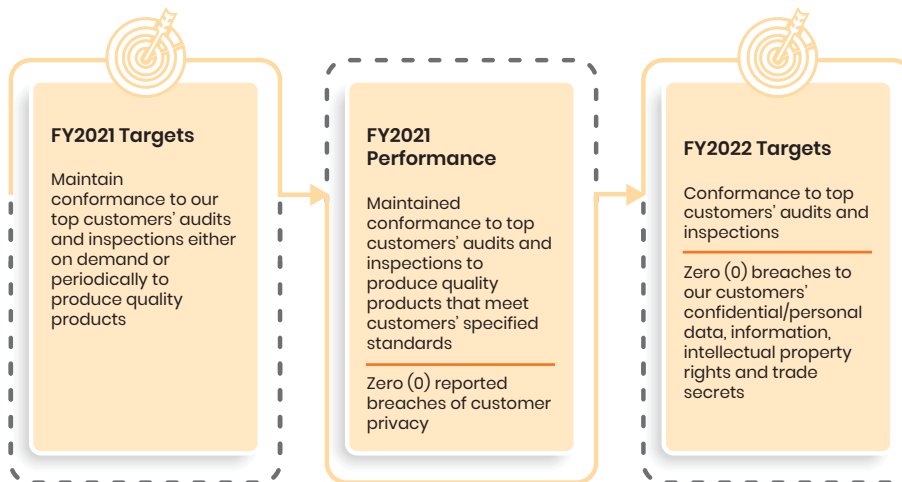 FY2021 Targets
Maintain
conformance to our
top customers’ audits
and inspections either
on demand or
periodically to
produce quality
products
FY2021
Performance
Maintained
conformance to top
customers’ audits and
inspections to
produce quality
products that meet
customers’ specified
standards
Zero (0) reported
breaches of customer
privacy
FY2022 Targets
Conformance to top
customers’ audits and
inspections
Zero (0) breaches to
our customers’
confidential/personal
data, information,
intellectual property
rights and trade
secrets